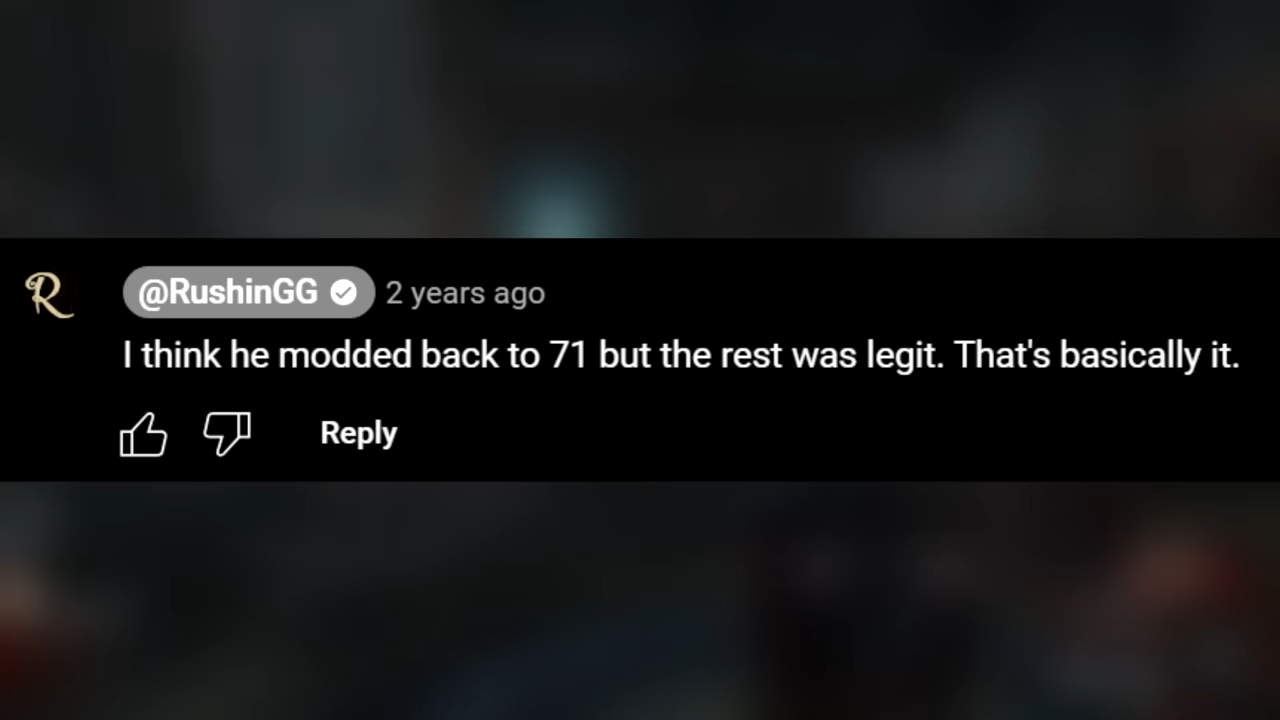 R
@RushinGG 2 years ago
I think he modded back to 71 but the rest was legit. That's basically it.
Reply